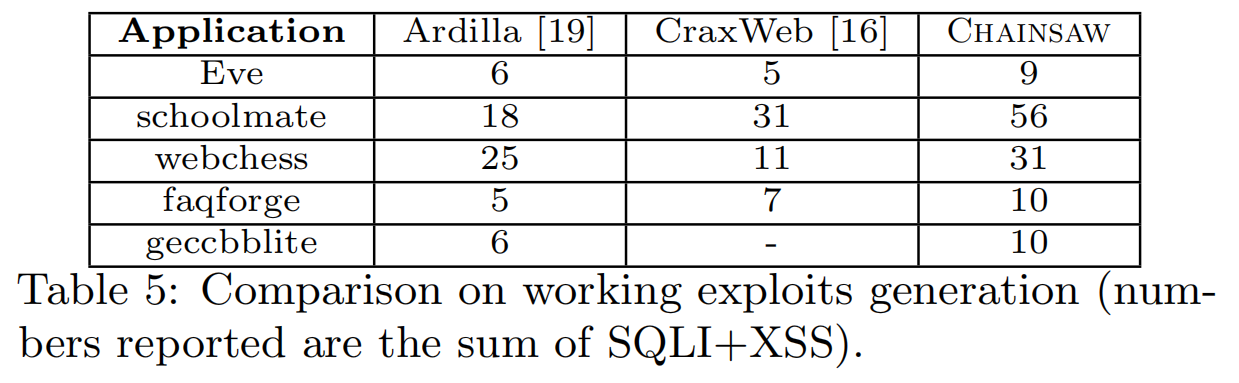 Application Ardilla [19] CraxWeb [16] CHAINSAW
Eve 6 5 9
schoolmate 18 31 56
webchess 25 11 31
faqforge 5 7 10
geccbblite 6 - 10
Table 5: Comparison on working exploits generation (num-
bers reported are the sum of SQLI+XSS).